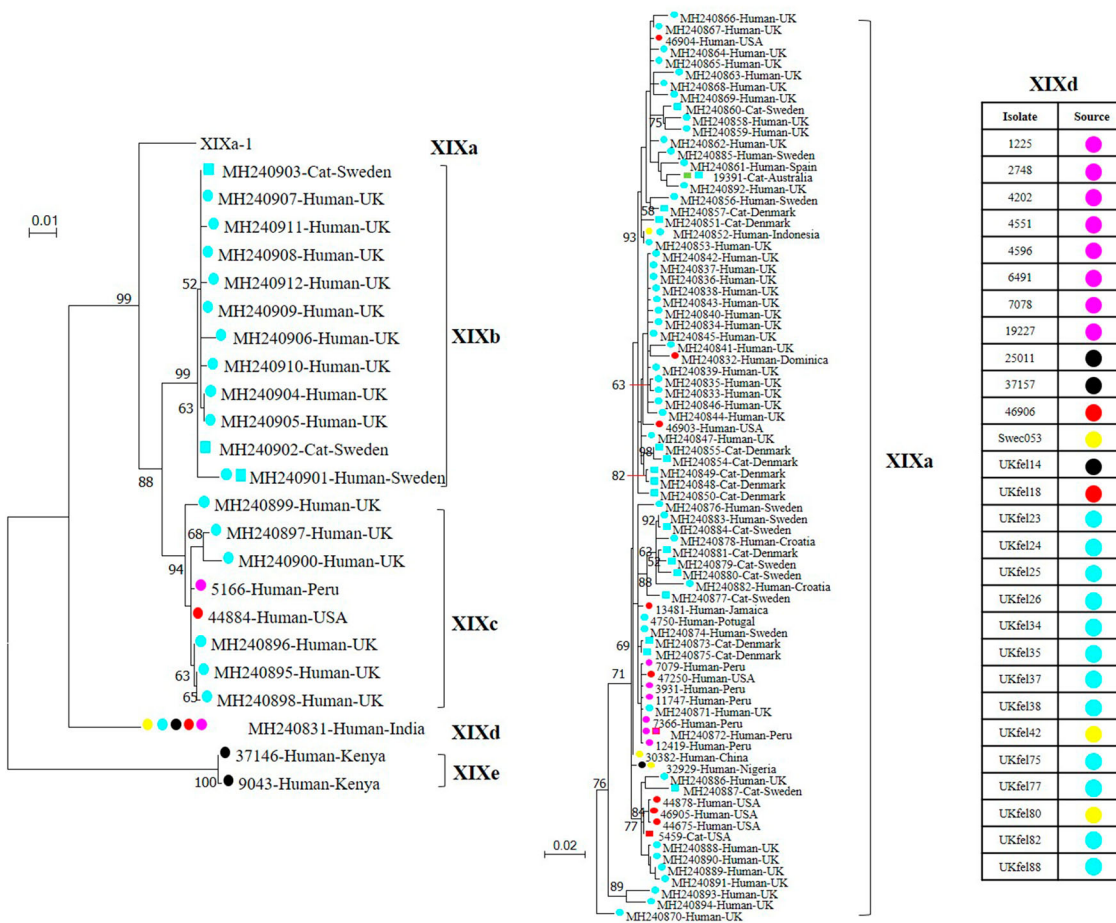 XIXa-1
XIXa
MH240903-Cat-Sweden
MH240907-Human-UK
MH240911-Human-UK
MH240908-Human-UK
MH240912-Human-UK
MH240909-Human-UK
MH240906-Human-UK
MH240910-Human-UK
MH240904-Human-UK
MH240905-Human-UK
MH240902-Cat-Sweden
MH240901-Human-Sweden
XIXb
MH240899-Human-UK
MH240897-Human-UK
MH240900-Human-UK
5166-Human-Peru
44884-Human-USA
MH240896-Human-UK
MH240895-Human-UK
MH240898-Human-UK
XIXc
MH240831-Human-India
XIXd
37146-Human-Kenya
9043-Human-Kenya
XIXe
0.01
99
52
99
63
88
68
94
63
65
100
MH240866-Human-UK
MH240867-Human-UK
46904-Human-USA
MH240864-Human-UK
MH240865-Human-UK
MH240863-Human-UK
MH240868-Human-UK
MH240869-Human-UK
MH240860-Cat-Sweden
MH240858-Human-UK
MH240859-Human-UK
MH240862-Human-UK
MH240885-Human-Sweden
MH240861-Human-Spain
19391-Cat-Australia
MH240892-Human-UK
MH240856-Human-Sweden
MH240857-Cat-Denmark
MH240851-Cat-Denmark
MH240852-Human-Indonesia
MH240853-Human-UK
MH240842-Human-UK
MH240837-Human-UK
MH240836-Human-UK
MH240838-Human-UK
MH240843-Human-UK
MH240840-Human-UK
MH240834-Human-UK
MH240845-Human-UK
MH240841-Human-UK
MH240832-Human-Dominica
MH240839-Human-UK
MH240835-Human-UK
MH240833-Human-UK
MH240846-Human-UK
MH240844-Human-UK
46903-Human-USA
MH240847-Human-UK
MH240855-Cat-Denmark
MH240854-Cat-Denmark
MH240849-Cat-Denmark
MH240848-Cat-Denmark
MH240850-Cat-Denmark
MH240876-Human-Sweden
MH240883-Human-Sweden
MH240884-Cat-Sweden
MH240878-Human-Croatia
MH240881-Cat-Denmark
MH240879-Cat-Sweden
MH240880-Cat-Sweden
MH240882-Human-Croatia
MH240877-Cat-Sweden
13481-Human-Jamaica
4750-Human-Potugal
MH240874-Human-Sweden
MH240873-Cat-Denmark
MH240875-Cat-Denmark
7079-Human-Peru
47250-Human-USA
3931-Human-Peru
11747-Human-Peru
MH240871-Human-UK
7366-Human-Peru
MH240872-Human-Peru
12419-Human-Peru
30382-Human-China
32929-Human-Nigeria
MH240886-Human-UK
MH240887-Cat-Sweden
44878-Human-USA
46905-Human-USA
44675-Human-USA
5459-Cat-USA
MH240888-Human-UK
MH240890-Human-UK
MH240889-Human-UK
MH240891-Human-UK
MH240893-Human-UK
MH240894-Human-UK
MH240870-Human-UK
XIXa
0.02
75
58
93
63
98
82
92
63
52
88
69
71
76
84
77
89
XIXd
Isolate Source
1225
2748
4202
4551
4596
6491
7078
19227
25011
37157
46906
Swec053
UKfel14
UKfel18
UKfel23
UKfel24
UKfel25
UKfel26
UKfel34
UKfel35
UKfel37
UKfel38
UKfel42
UKfel75
UKfel77
UKfel80
UKfel82
UKfel88